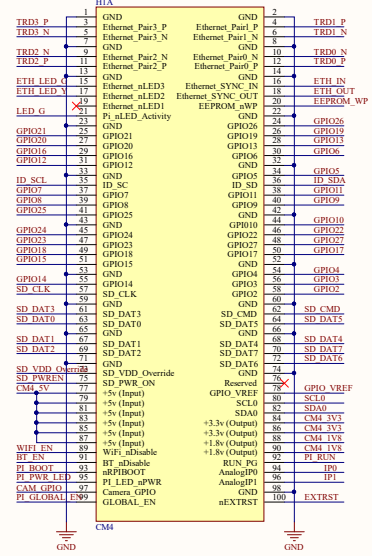 H1A
1 GND GND 2
TRD3_P 3 Ethernet_Pair3_P Ethernet_Pair1_P 4 TRD1_P
TRD3_N 5 Ethernet_Pair3_N Ethernet_Pair1_N 6 TRD1_N
7 GND GND 8
TRD2_N 9 Ethernet_Pair2_N Ethernet_Pair0_N 10 TRD0_N
TRD2_P 11 Ethernet_Pair2_P Ethernet_Pair0_P 12 TRD0_P
13 GND GND 14
ETH_LED_G 15 Ethernet_nLED3 Ethernet_SYNC_IN 16 ETH_IN
ETH_LED_Y 17 Ethernet_nLED2 Ethernet_SYNC_OUT 18 ETH_OUT
19 Ethernet_nLED1 EEPROM_nWP 20 EEPROM_WP
LED_G 21 Pi_nLED_Activity GND 22
23 GND GPIO26 24 GPIO26
GPIO21 25 GPIO21 GPIO19 26 GPIO19
GPIO20 27 GPIO20 GPIO13 28 GPIO13
GPIO16 29 GPIO16 GPIO6 30 GPIO6
GPIO12 31 GPIO12 GND 32
33 GND GPIO5 34 GPIO5
ID_SCL 35 ID_SC ID_SD 36 ID_SDA
GPIO7 37 GPIO7 GPIO11 38 GPIO11
GPIO8 39 GPIO8 GPIO9 40 GPIO9
GPIO25 41 GPIO25 GND 42
43 GND GPIO10 44 GPIO10
GPIO24 45 GPIO24 GPIO22 46 GPIO22
GPIO23 47 GPIO23 GPIO27 48 GPIO27
GPIO18 49 GPIO18 GPIO17 50 GPIO17
GPIO15 51 GPIO15 GND 52
53 GND GPIO4 54 GPIO4
GPIO14 55 GPIO14 GPIO3 56 GPIO3
SD_CLK 57 SD_CLK GPIO2 58 GPIO2
59 GND GND 60
SD_DAT3 61 SD_DAT3 SD_CMD 62 SD_CMD
SD_DAT0 63 SD_DAT0 SD_DAT5 64 SD_DAT5
65 GND GND 66
SD_DAT1 67 SD_DAT1 SD_DAT4 68 SD_DAT4
SD_DAT2 69 SD_DAT2 SD_DAT7 70 SD_DAT7
71 GND SD_DAT6 72 SD_DAT6
SD_VDD_Override 73 SD_VDD_Override GND 74
SD_PWREN 75 SD_PWR_ON Reserved 76
CM4_5V 77 +5v (Input) GPIO_VREF 78 GPIO_VREF
79 +5v (Input) SCL0 80 SCL0
81 +5v (Input) SDA0 82 SDA0
83 +5v (Input) +3.3v (Output) 84 CM4_3V3
85 +5v (Input) +3.3v (Output) 86 CM4_3V3
87 +5v (Input) +1.8v (Output) 88 CM4_1V8
WIFI_EN 89 WiFi_nDisable +1.8v (Output) 90 CM4_1V8
BT_EN 91 BT_nDisable RUN_PG 92 PI_RUN
PI_BOOT 93 nRPIBOOT AnalogIP0 94 IP0
PI_PWR_LED 95 PI_LED_nPWR AnalogIP1 96 IP1
CAM_GPIO 97 Camera_GPIO GND 98
PI_GLOBAL_EN 99 GLOBAL_EN nEXTRST 100 EXTRST
CM4
GND GND